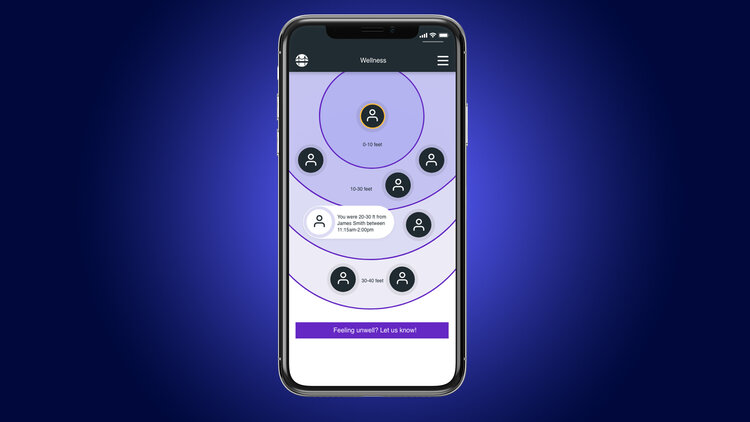 Wellness
0-10 feet
10-30 feet
You were 20-30 ft from
James Smith between
11:15am-2:00pm
30-40 feet
Feeling unwell? Let us know!